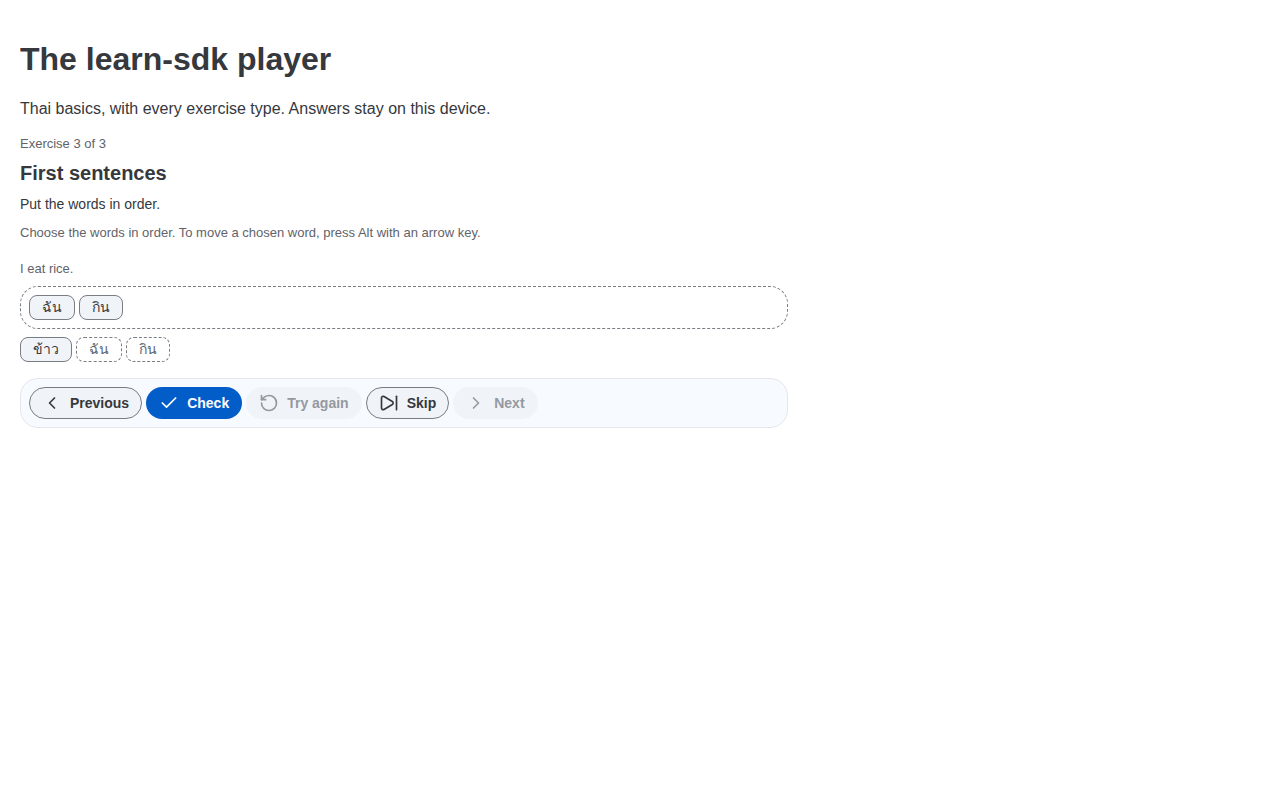 The learn-sdk player
Thai basics, with every exercise type. Answers stay on this device.
Exercise 3 of 3
First sentences
Put the words in order.
Choose the words in order. To move a chosen word, press Alt with an arrow key.
I eat rice.
ฉัน กิน
ข้าว ฉัน กิน
Previous Check Try again Skip Next